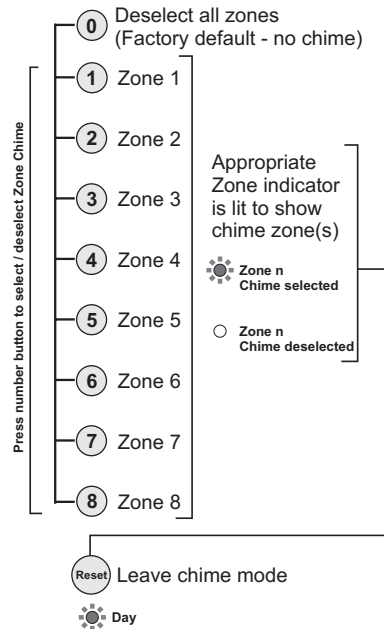 0 Deselect all zones
(Factory default - no chime)
Press number button to select / deselect Zone Chime
1 Zone 1
2 Zone 2
3 Zone 3
4 Zone 4
5 Zone 5
6 Zone 6
7 Zone 7
8 Zone 8
Appropriate
Zone indicator
is lit to show
chime zone(s)
Zone n
Chime selected
Zone n
Chime deselected
Reset Leave chime mode
Day